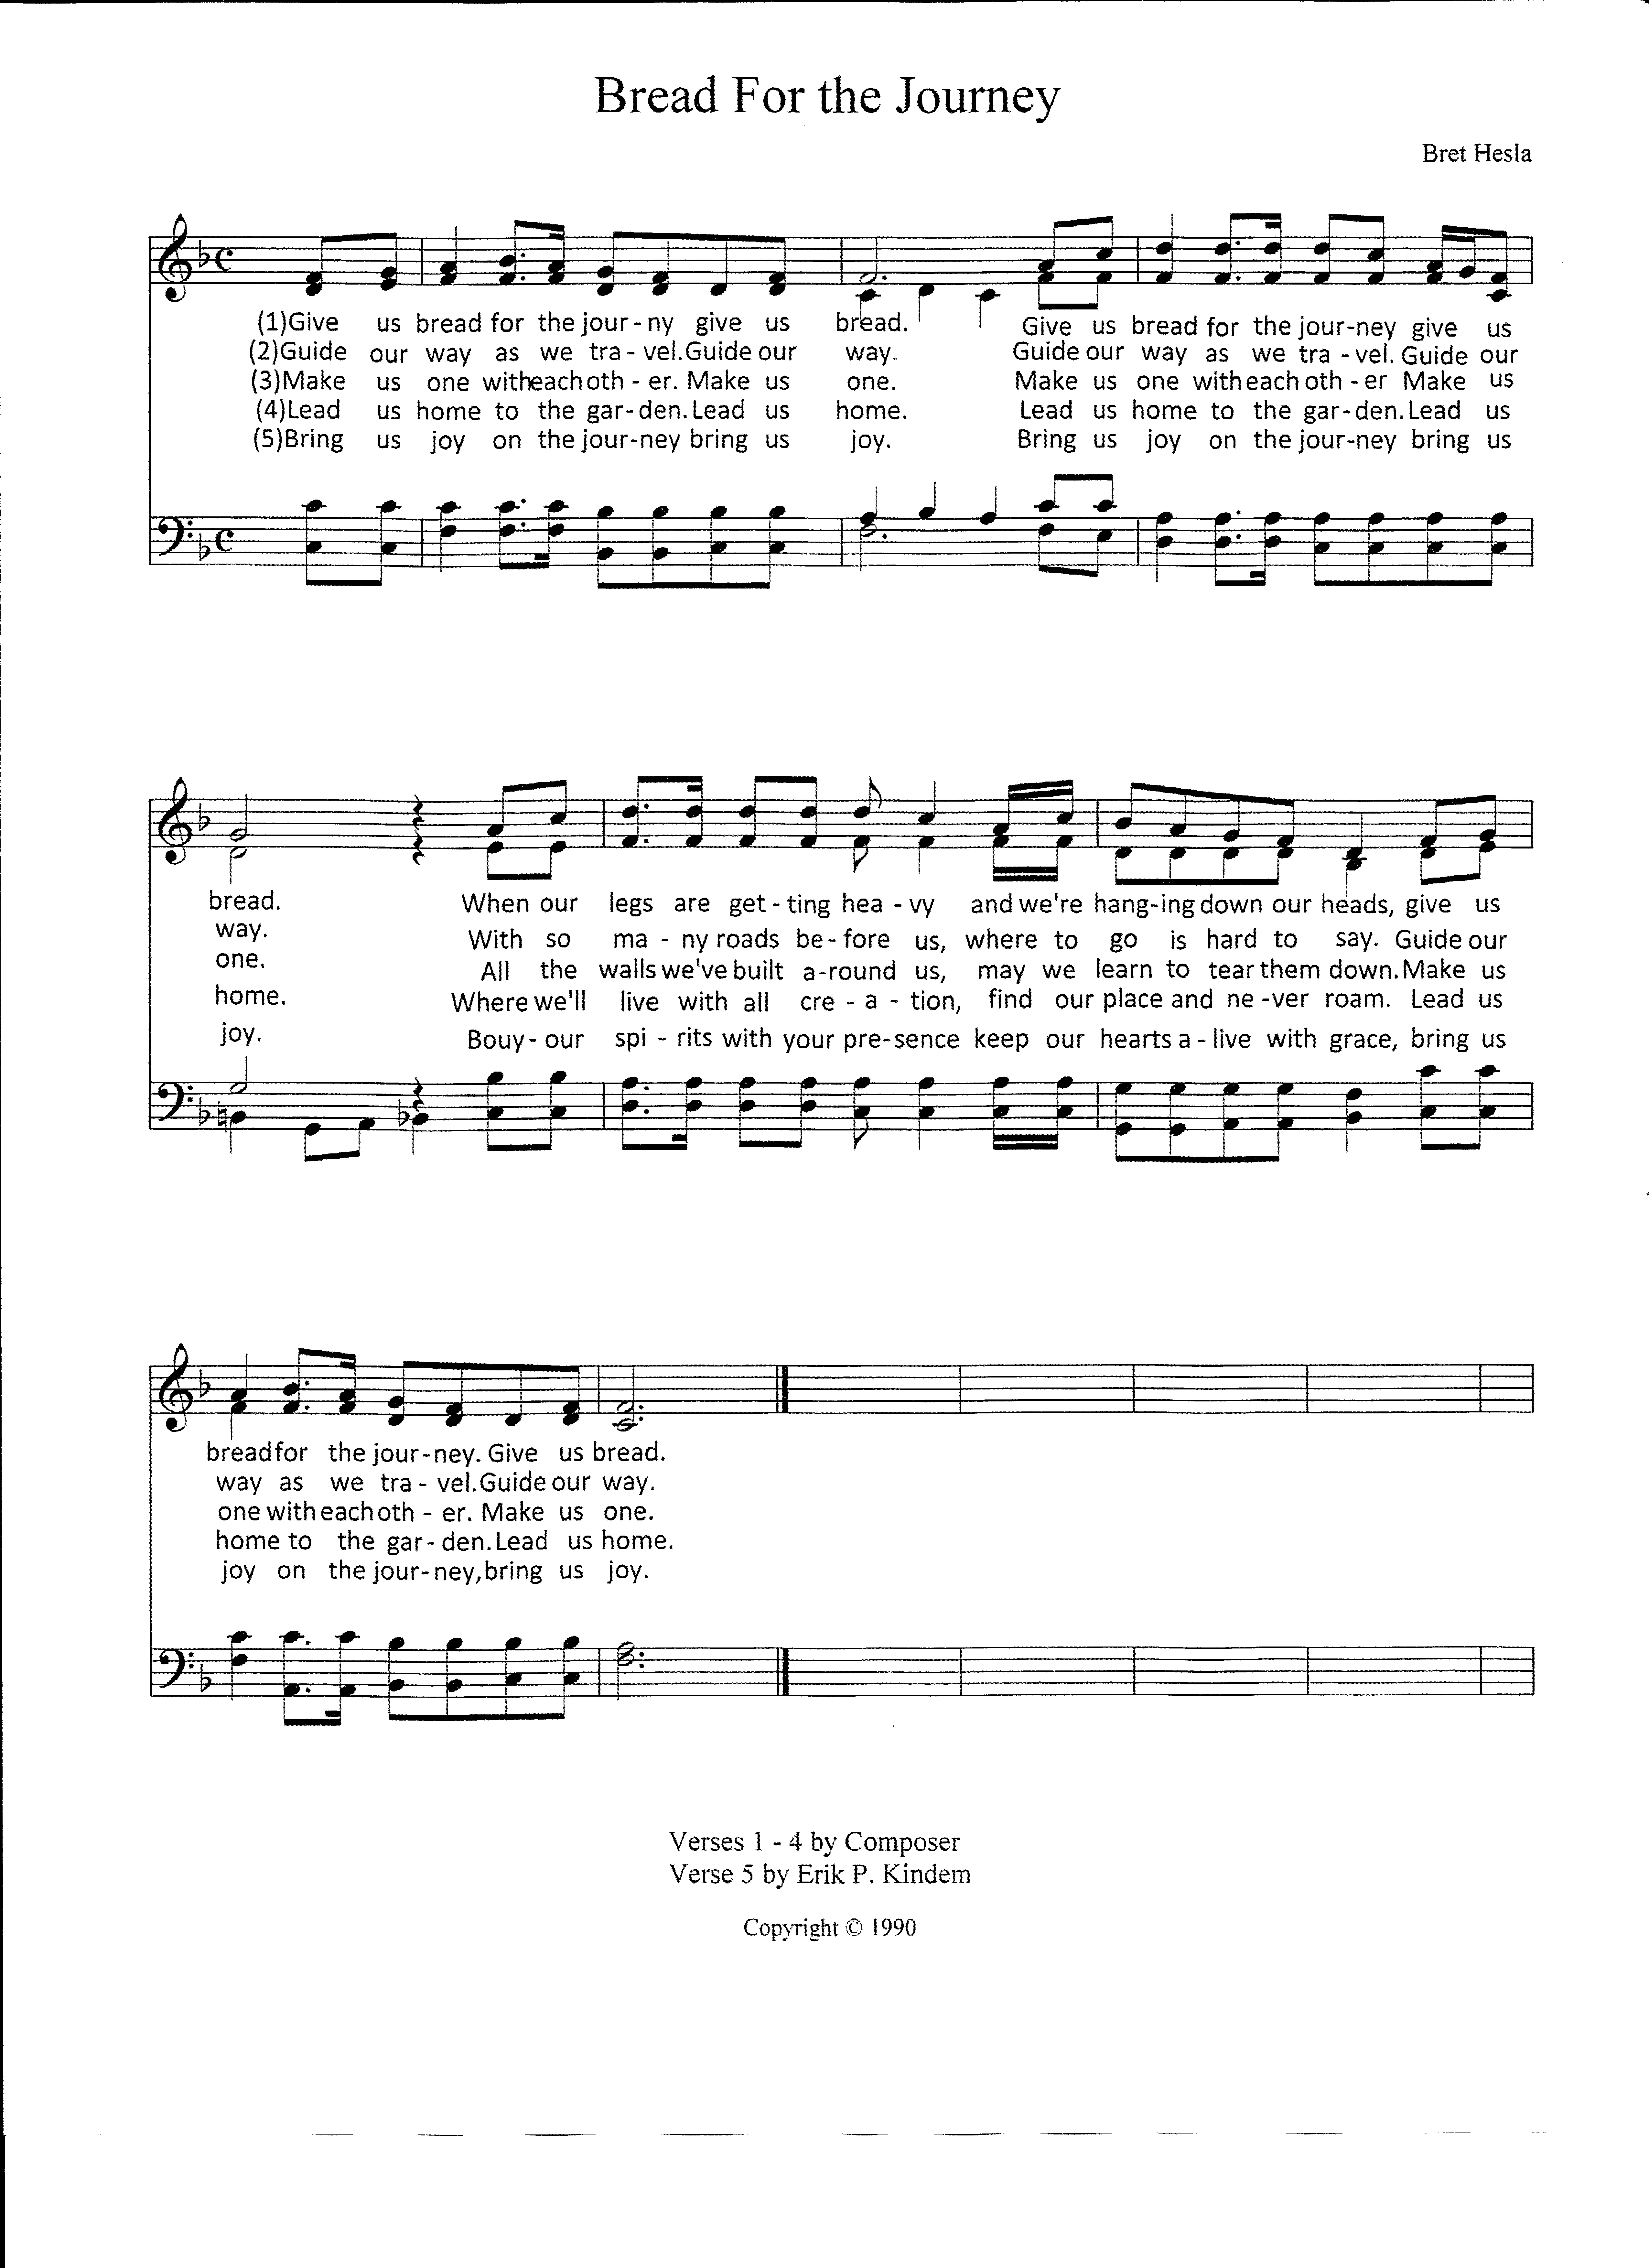 Bread For the Journey
Bret Hesla
(1)Give us bread for the jour - ny give us bread. Give us bread for the jour-ney give us
(2)Guide our way as we tra - vel. Guide our way. Guide our way as we tra - vel. Guide our
(3)Make us one with each oth - er. Make us one. Make us one with each oth - er Make us
(4)Lead us home to the gar-den. Lead us home. Lead us home to the gar-den. Lead us
(5)Bring us joy on the jour-ney bring us joy. Bring us joy on the jour-ney bring us
bread. When our legs are get - ting hea - vy and we're hang-ing down our heads, give us
way. With so ma - ny roads be - fore us, where to go is hard to say. Guide our
one. All the walls we've built a-round us, may we learn to tear them down. Make us
home. Where we'll live with all cre - a - tion, find our place and ne -ver roam. Lead us
joy. Bouy- our spi - rits with your pre-sence keep our hearts a - live with grace, bring us
bread for the jour-ney. Give us bread.
way as we tra - vel. Guide our way.
one with each oth - er. Make us one.
home to the gar- den. Lead us home.
joy on the jour- ney, bring us joy.
Verses 1 - 4 by Composer
Verse 5 by Erik P. Kindem
Copyright © 1990